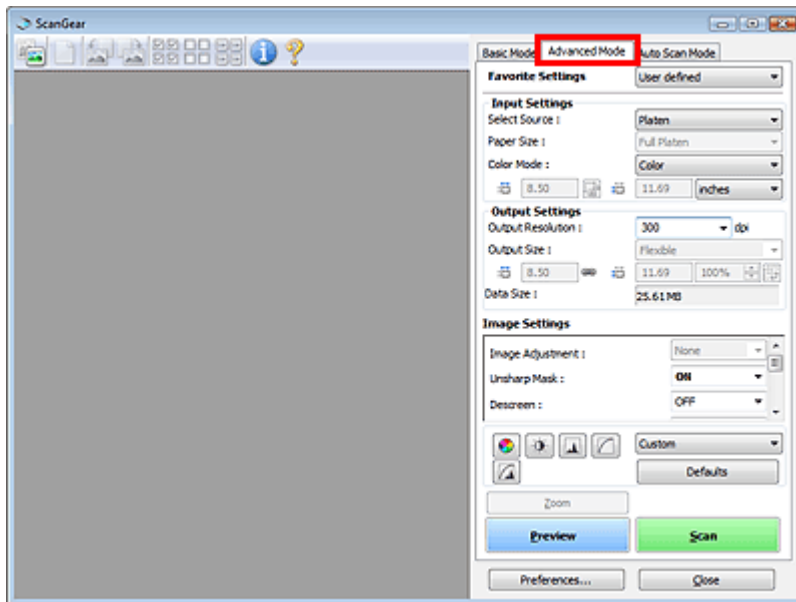 ScanGear
Basic Mode Advanced Mode Auto Scan Mode
Favorite Settings User defined
Input Settings
Select Source : Platen
Paper Size : Full Platen
Color Mode : Color
8.50 11.69 inches
Output Settings
Output Resolution : 300 dpi
Output Size : Flexible
8.50 11.69 100%
Data Size : 25.61 MB
Image Settings
Image Adjustment : None
Unsharp Mask : ON
Descreen : OFF
Custom
Defaults
Zoom
Preview Scan
Preferences... Close